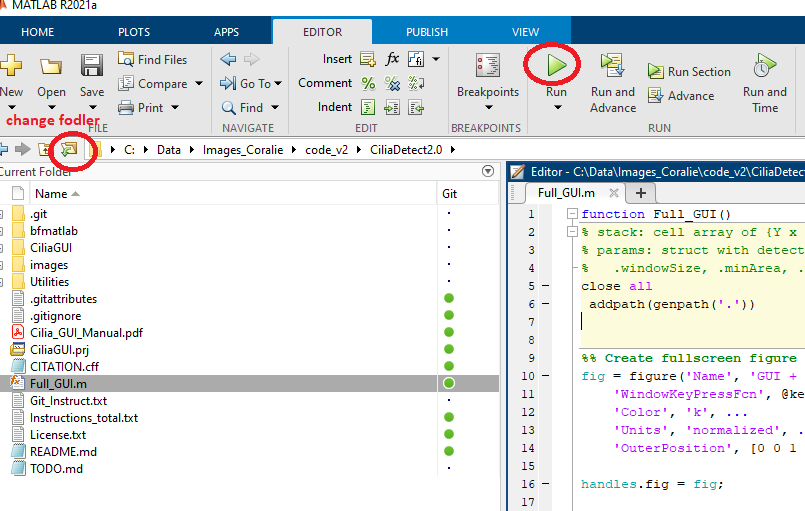 MATLAB R2021a
HOME PLOTS APPS EDITOR PUBLISH VIEW
New Open Save Find Files Compare Print
Go To Find
Insert fx
Comment
Indent
Breakpoints
Run Run and Advance Run Section Advance Run and Time
change fodler
FILE NAVIGATE EDIT BREAKPOINTS RUN
C: Data Images_Coralie code_v2 CiliaDetect2.0
Current Folder
Name Git
.git
bfmatlab
CiliaGUI
images
Utilities
.gitattributes
.gitignore
Cilia_GUI_Manual.pdf
CiliaGUI.prj
CITATION.cff
Full_GUI.m
Git_Instruct.txt
Instructions_total.txt
License.txt
README.md
TODO.md
Editor - C:\Data\Images_Coralie\code_v2\CiliaDetect
Full_GUI.m
1 function Full_GUI()
2 % stack: cell array of {Y x
3 % params: struct with detect
4 % .windowSize, .minArea, .
5 close all
6 addpath(genpath('.'))
7
8
9 %% Create fullscreen figure
10 fig = figure('Name', 'GUI +
11 'WindowKeyPressFcn', @ke
12 'Color', 'k', ...
13 'Units', 'normalized', .
14 'OuterPosition', [0 0 1
15
16 handles.fig = fig;
17